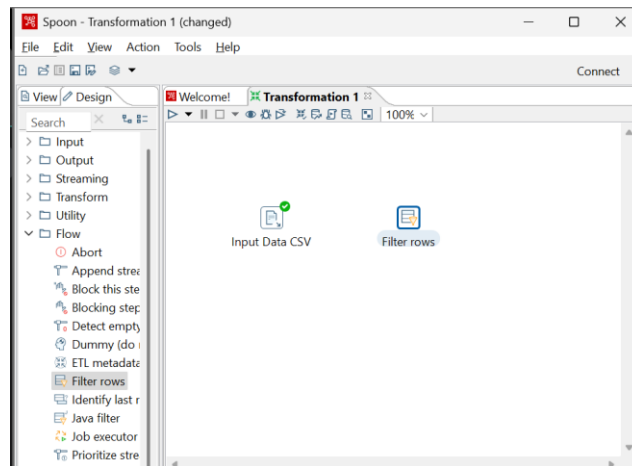 Spoon - Transformation 1 (changed)
File Edit View Action Tools Help
Connect
View Design
Welcome! Transformation 1
Search
100%
Input
Output
Streaming
Transform
Utility
Flow
Abort
Append strea
Block this ste
Blocking step
Detect empty
Dummy (do
ETL metadata
Filter rows
Identify last r
Java filter
Job executor
Prioritize stre
Input Data CSV
Filter rows